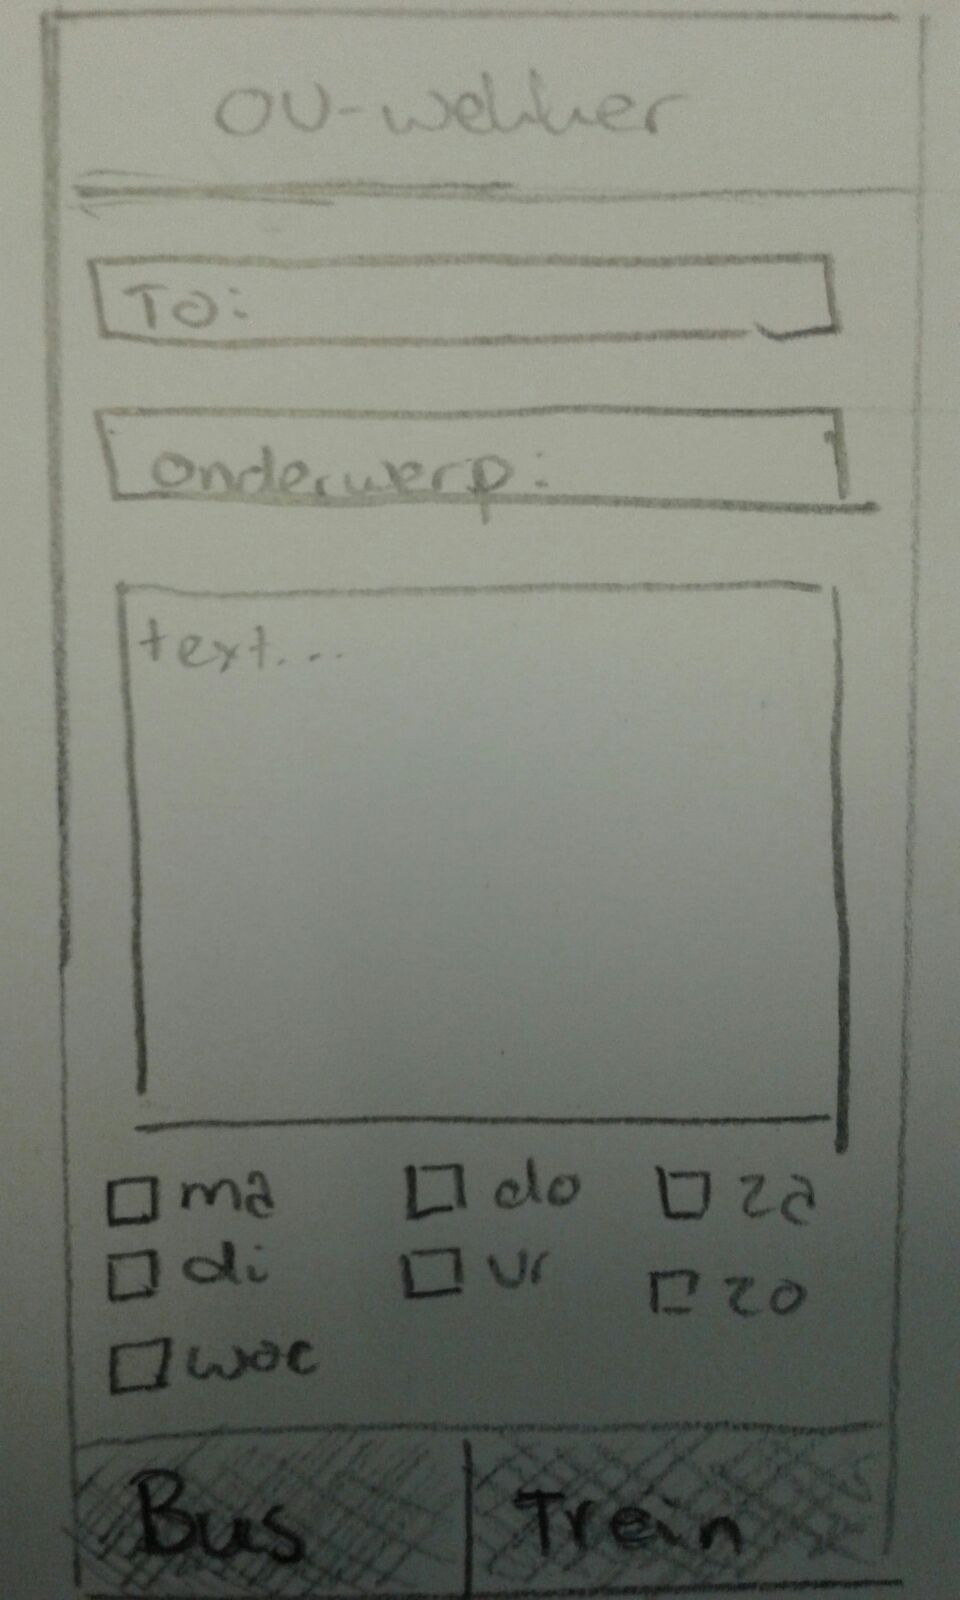 OV-wekker
To:
onderwerp:
text...
ma do za
di vr zo
woe
Bus Trein